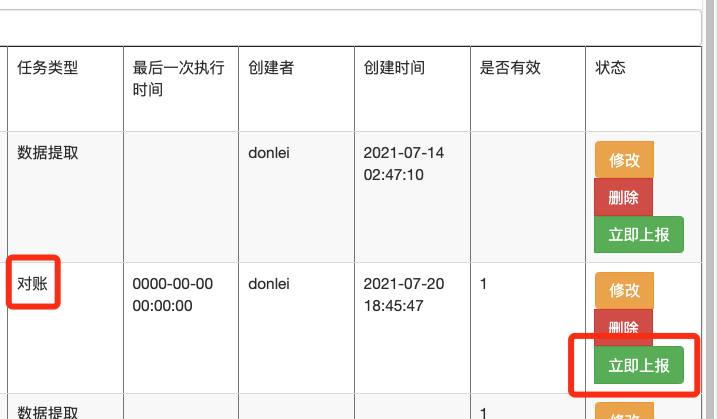 任务类型
最后一次执行
时间
创建者
创建时间
是否有效
状态
数据提取
donlei
2021-07-14
02:47:10
修改
删除
立即上报
对账
0000-00-00
00:00:00
donlei
2021-07-20
18:45:47
1
修改
删除
立即上报
数据提取
1
修改